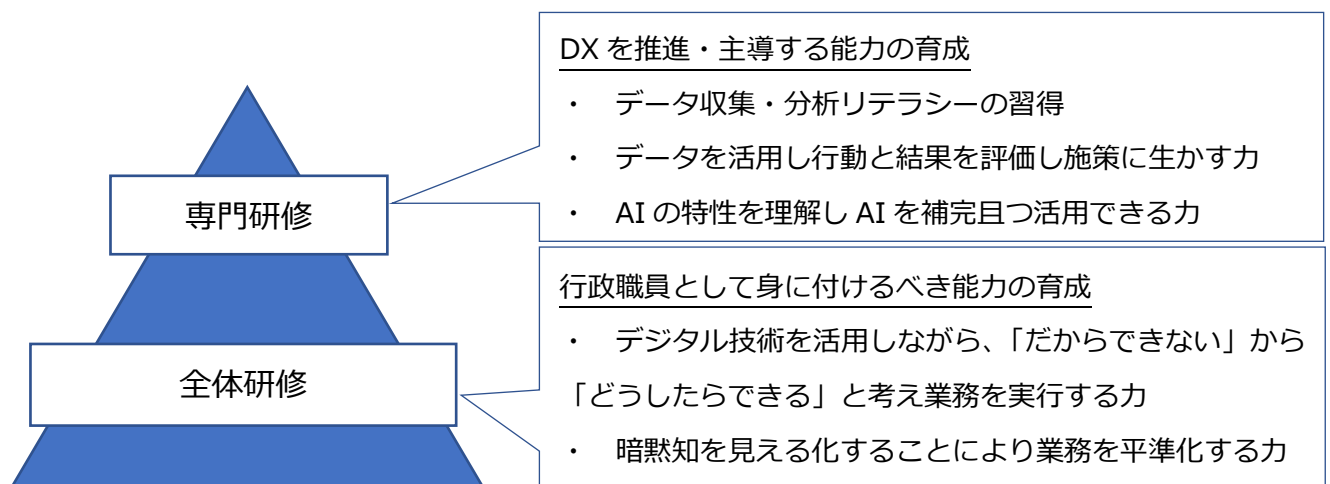 DX を推進・主導する能力の育成
・ データ収集・分析リテラシーの習得
・ データを活用し行動と結果を評価し施策に生かす力
・ AI の特性を理解し AI を補完且つ活用できる力
専門研修
行政職員として身に付けるべき能力の育成
・ デジタル技術を活用しながら、「だからできない」から
「どうしたらできる」と考え業務を実行する力
・ 暗黙知を見える化することにより業務を平準化する力
全体研修